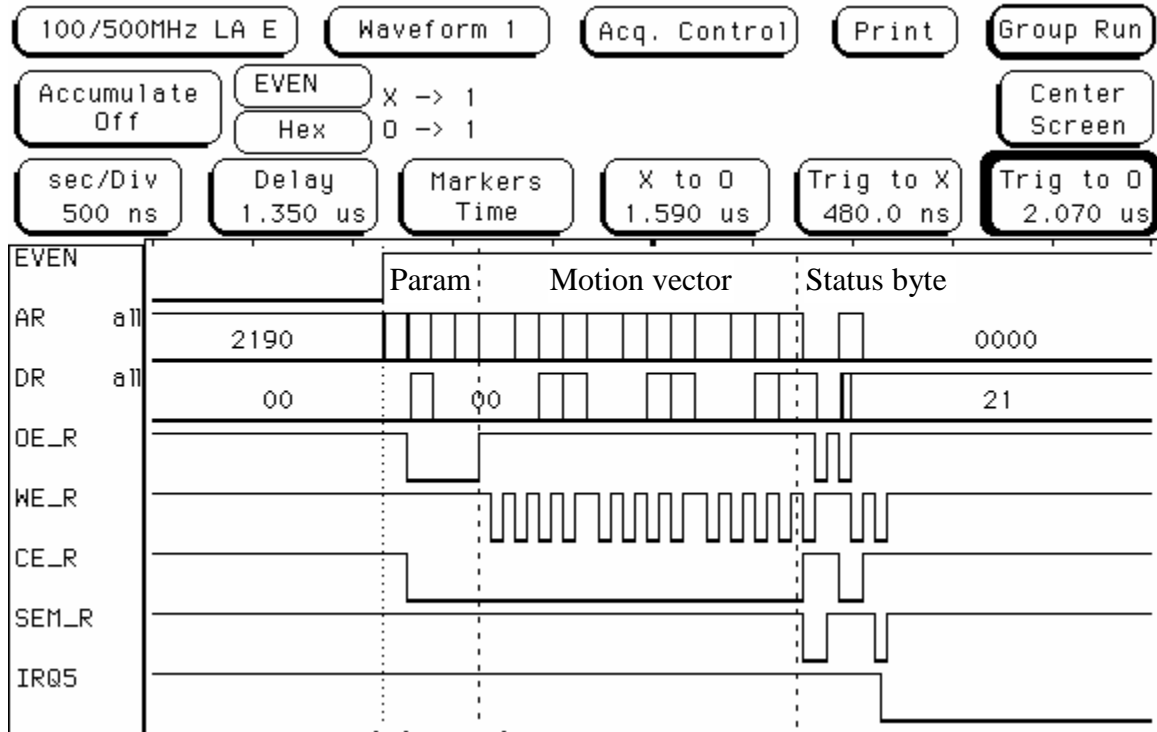 100/500MHz LA E Waveform 1 Acq. Control Print Group Run
Accumulate Off EVEN X -> 1 Center Screen
Hex O -> 1
sec/Div Delay Markers X to O Trig to X Trig to O
500 ns 1.350 us Time 1.590 us 480.0 ns 2.070 us
EVEN
Param Motion vector Status byte
AR all
2190 0000
DR all
00 00 21
OE_R
WE_R
CE_R
SEM_R
IRQ5